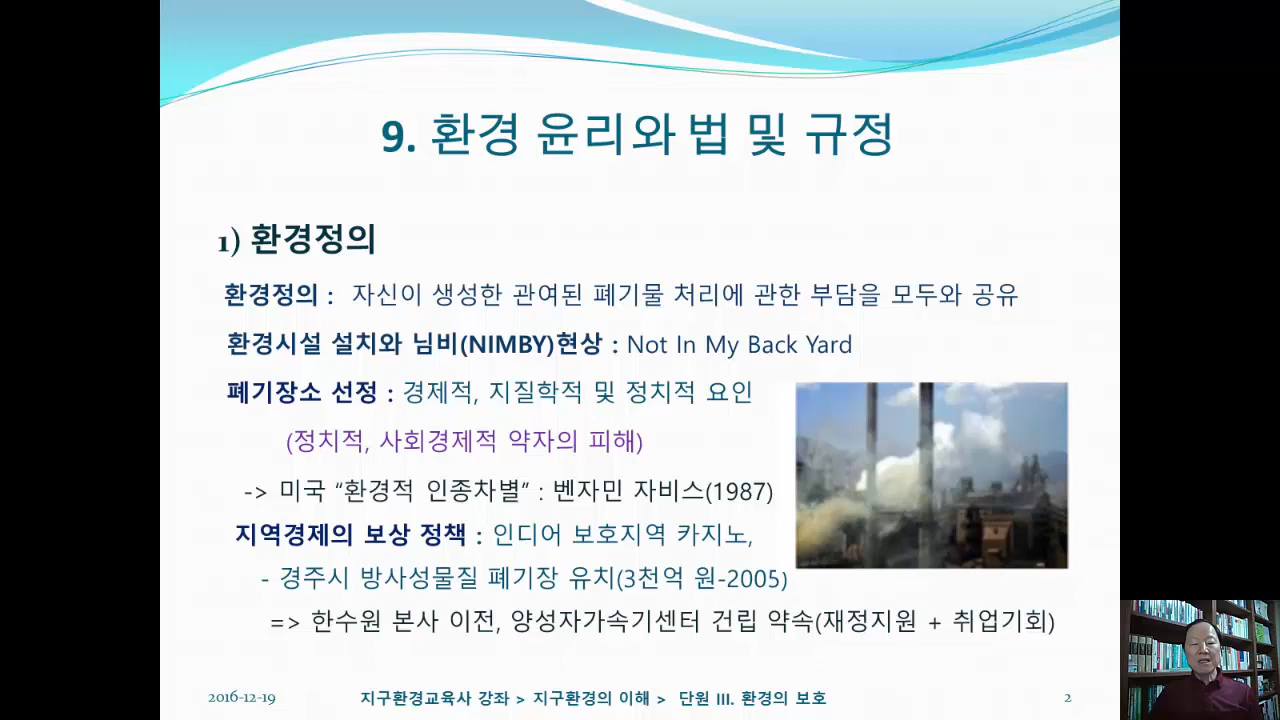 9. 환경 윤리와 법 및 규정
1) 환경정의
환경정의 : 자신이 생성한 관여된 폐기물 처리에 관한 부담을 모두와 공유
환경시설 설치와 님비(NIMBY)현상 : Not In My Back Yard
폐기장소 선정 : 경제적, 지질학적 및 정치적 요인
(정치적, 사회경제적 약자의 피해)
-> 미국 “환경적 인종차별” : 벤자민 자비스(1987)
지역경제의 보상 정책 : 인디어 보호지역 카지노,
- 경주시 방사성물질 폐기장 유치(3천억 원-2005)
=> 한수원 본사 이전, 양성자가속기센터 건립 약속(재정지원 + 취업기회)
2016-12-19 지구환경교육사 강좌 > 지구환경의 이해 > 단원 III. 환경의 보호 2